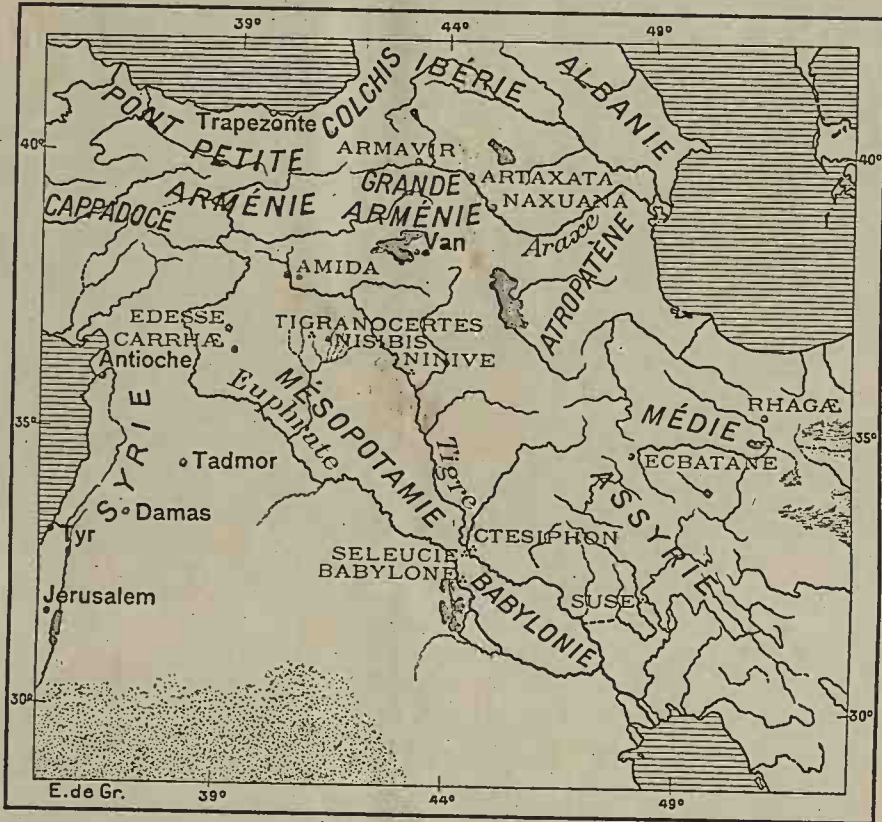 39°
44°
49°
PONT
Trapezonte
COLCHIS
IBÉRIE
ALBANIE
40°
40°
PETITE
ARMÉNIE
ARMAVIR
GRANDE
ARMÉNIE
ARTAXATA
NAXUANA
CAPPADOCE
Araxe
Van
ATROPATÈNE
AMIDA
EDESSE
CARRHÆ
Antioche
TIGRANOCERTES
NISIBIS
NINIVE
MÉSOPOTAMIE
Euphrate
Tigre
35°
35°
MÉDIE
RHAGÆ
ECBATANE
SYRIE
Tadmor
Damas
Tyr
ASSYRIE
CTESIPHON
SELEUCIE
BABYLONE
BABYLONIE
SUSE
Jerusalem
30°
30°
E. de Gr.
39°
44°
49°